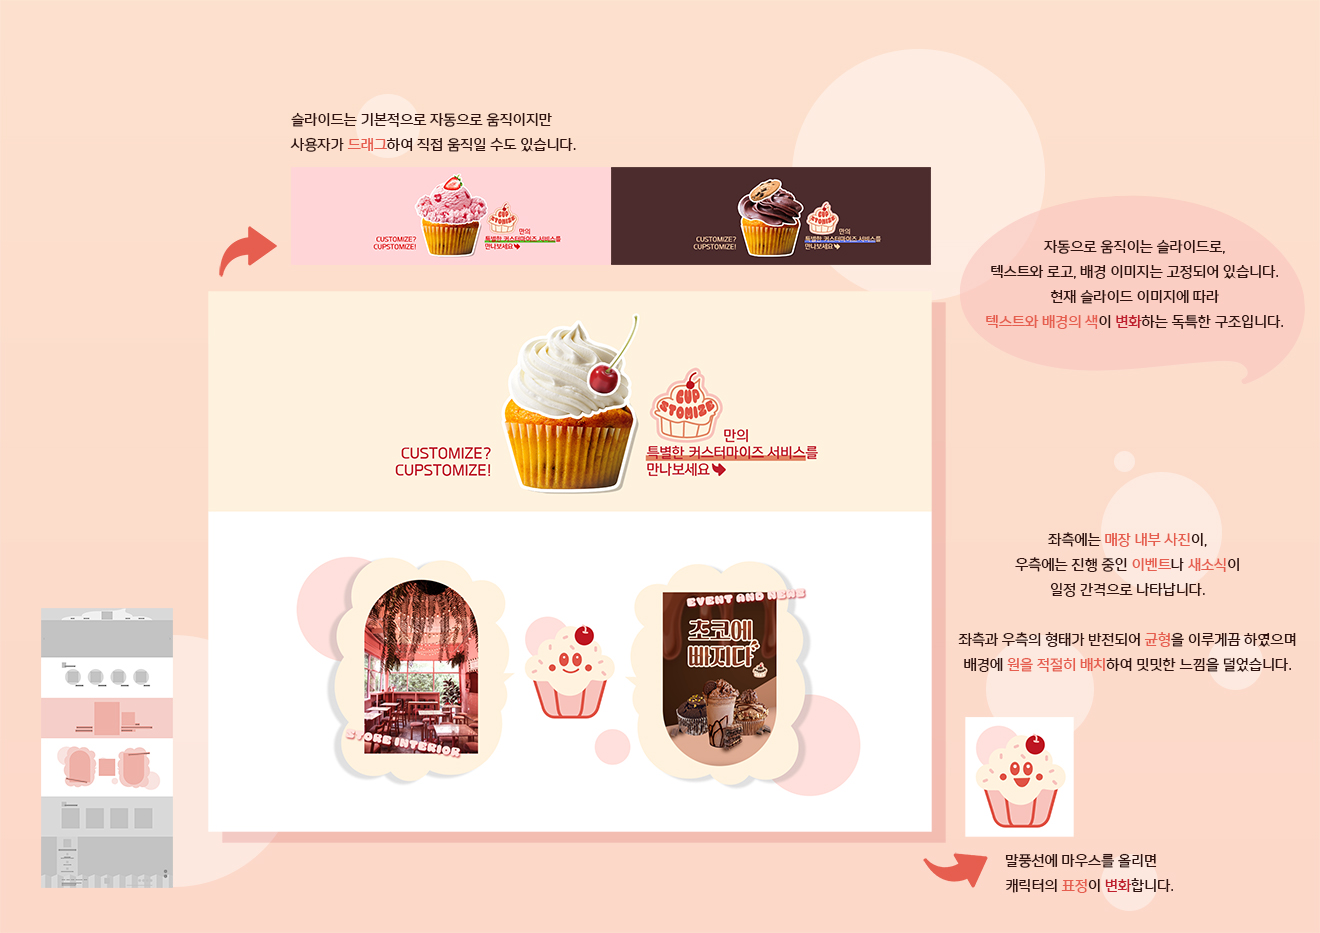 슬라이드는 기본적으로 자동으로 움직이지만
사용자가 드래그하여 직접 움직일 수도 있습니다.
CUSTOMIZE?
CUPSTOMIZE!
CUP
STOMIZE
만의
특별한 커스터마이즈 서비스를
만나보세요
CUSTOMIZE?
CUPSTOMIZE!
CUP
STOMIZE
만의
특별한 커스터마이즈 서비스를
만나보세요
자동으로 움직이는 슬라이드로,
텍스트와 로고, 배경 이미지는 고정되어 있습니다.
현재 슬라이드 이미지에 따라
텍스트와 배경의 색이 변화하는 독특한 구조입니다.
CUSTOMIZE?
CUPSTOMIZE!
CUP
STOMIZE
만의
특별한 커스터마이즈 서비스를
만나보세요
STORE INTERIOR
EVENT AND NEWS
초코에
빠지다
좌측에는 매장 내부 사진이,
우측에는 진행 중인 이벤트나 새소식이
일정 간격으로 나타납니다.
좌측과 우측의 형태가 반전되어 균형을 이루게끔 하였으며
배경에 원을 적절히 배치하여 밋밋한 느낌을 덜었습니다.
말풍선에 마우스를 올리면
캐릭터의 표정이 변화합니다.